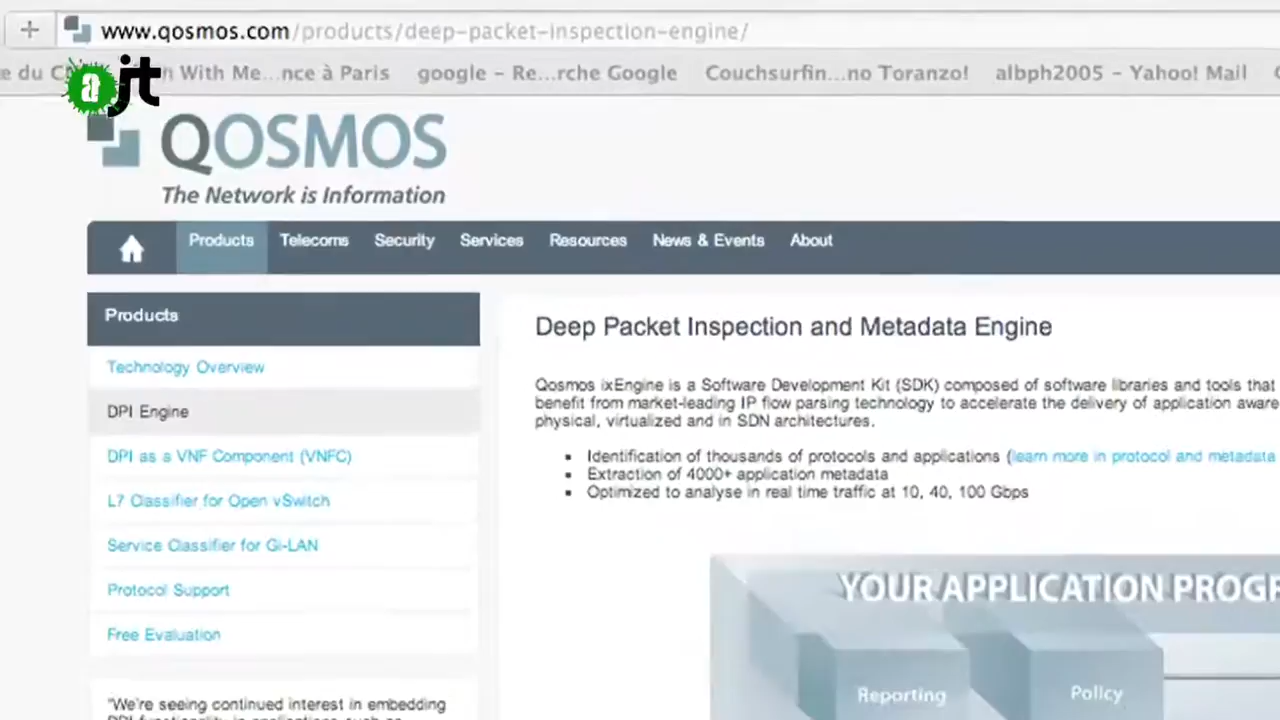 www.qosmos.com/products/deep-packet-inspection-engine/
With Me...nce à Paris google – Re...rche Google Couchsurfin...no Toranzo! albph2005 – Yahoo! Mail
ajt
QOSMOS
The Network is Information
Products Telecoms Security Services Resources News & Events About
Products
Technology Overview
DPI Engine
DPI as a VNF Component (VNFC)
L7 Classifier for Open vSwitch
Service Classifier for Gi-LAN
Protocol Support
Free Evaluation
"We're seeing continued interest in embedding
Deep Packet Inspection and Metadata Engine
Qosmos ixEngine is a Software Development Kit (SDK) composed of software libraries and tools that
benefit from market-leading IP flow parsing technology to accelerate the delivery of application aware
physical, virtualized and in SDN architectures.
Identification of thousands of protocols and applications (learn more in protocol and metadata
Extraction of 4000+ application metadata
Optimized to analyse in real time traffic at 10, 40, 100 Gbps
YOUR APPLICATION
Reporting Policy